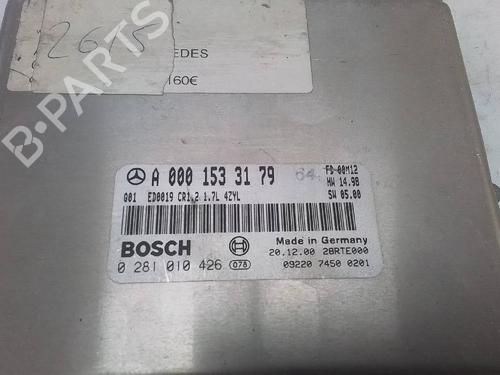 265
EDES
160€
B-PARTS
A 000 153 31 79 64
FD 00M12
G01 ED0019 CR1.2 1.7L 4ZYL
HW 14.98
SW 05.00
BOSCH
Made in Germany
20.12.00 28RTE000
0 281 010 426 078
09220 7450 0201